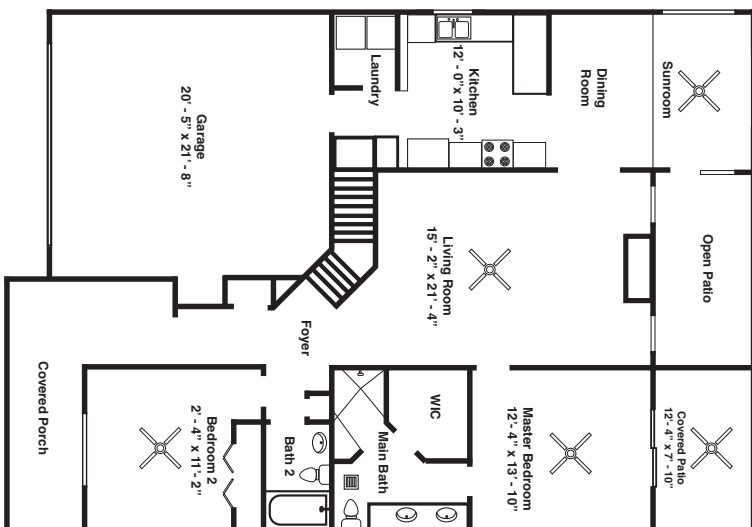 Sunroom
Open Patio
Covered Patio
12'- 4" x 7' - 10"
Dining
Room
Kitchen
12' - 0"x 10' - 3"
Laundry
Living Room
15' - 2" x 21' - 4"
Master Bedroom
12'- 4" x 13' - 10"
WIC
Main Bath
Garage
20' - 5" x 21' - 8"
Foyer
Bath 2
Bedroom 2
2' - 4" x 11'- 2"
Covered Porch